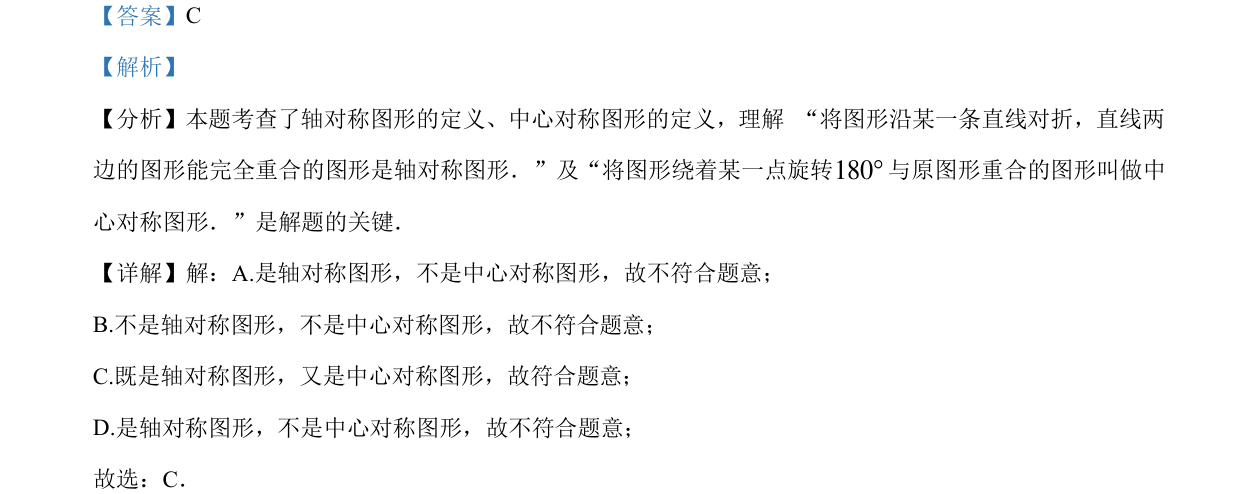 【答案】C
【解析】
【分析】本题考查了轴对称图形的定义、中心对称图形的定义，理解 “将图形沿某一条直线对折，直线两
边的图形能完全重合的图形是轴对称图形．”及“将图形绕着某一点旋转180°与原图形重合的图形叫做中
心对称图形．”是解题的关键.
【详解】解：A.是轴对称图形，不是中心对称图形，故不符合题意；
B.不是轴对称图形，不是中心对称图形，故不符合题意；
C.既是轴对称图形，又是中心对称图形，故符合题意；
D.是轴对称图形，不是中心对称图形，故不符合题意；
故选：C．